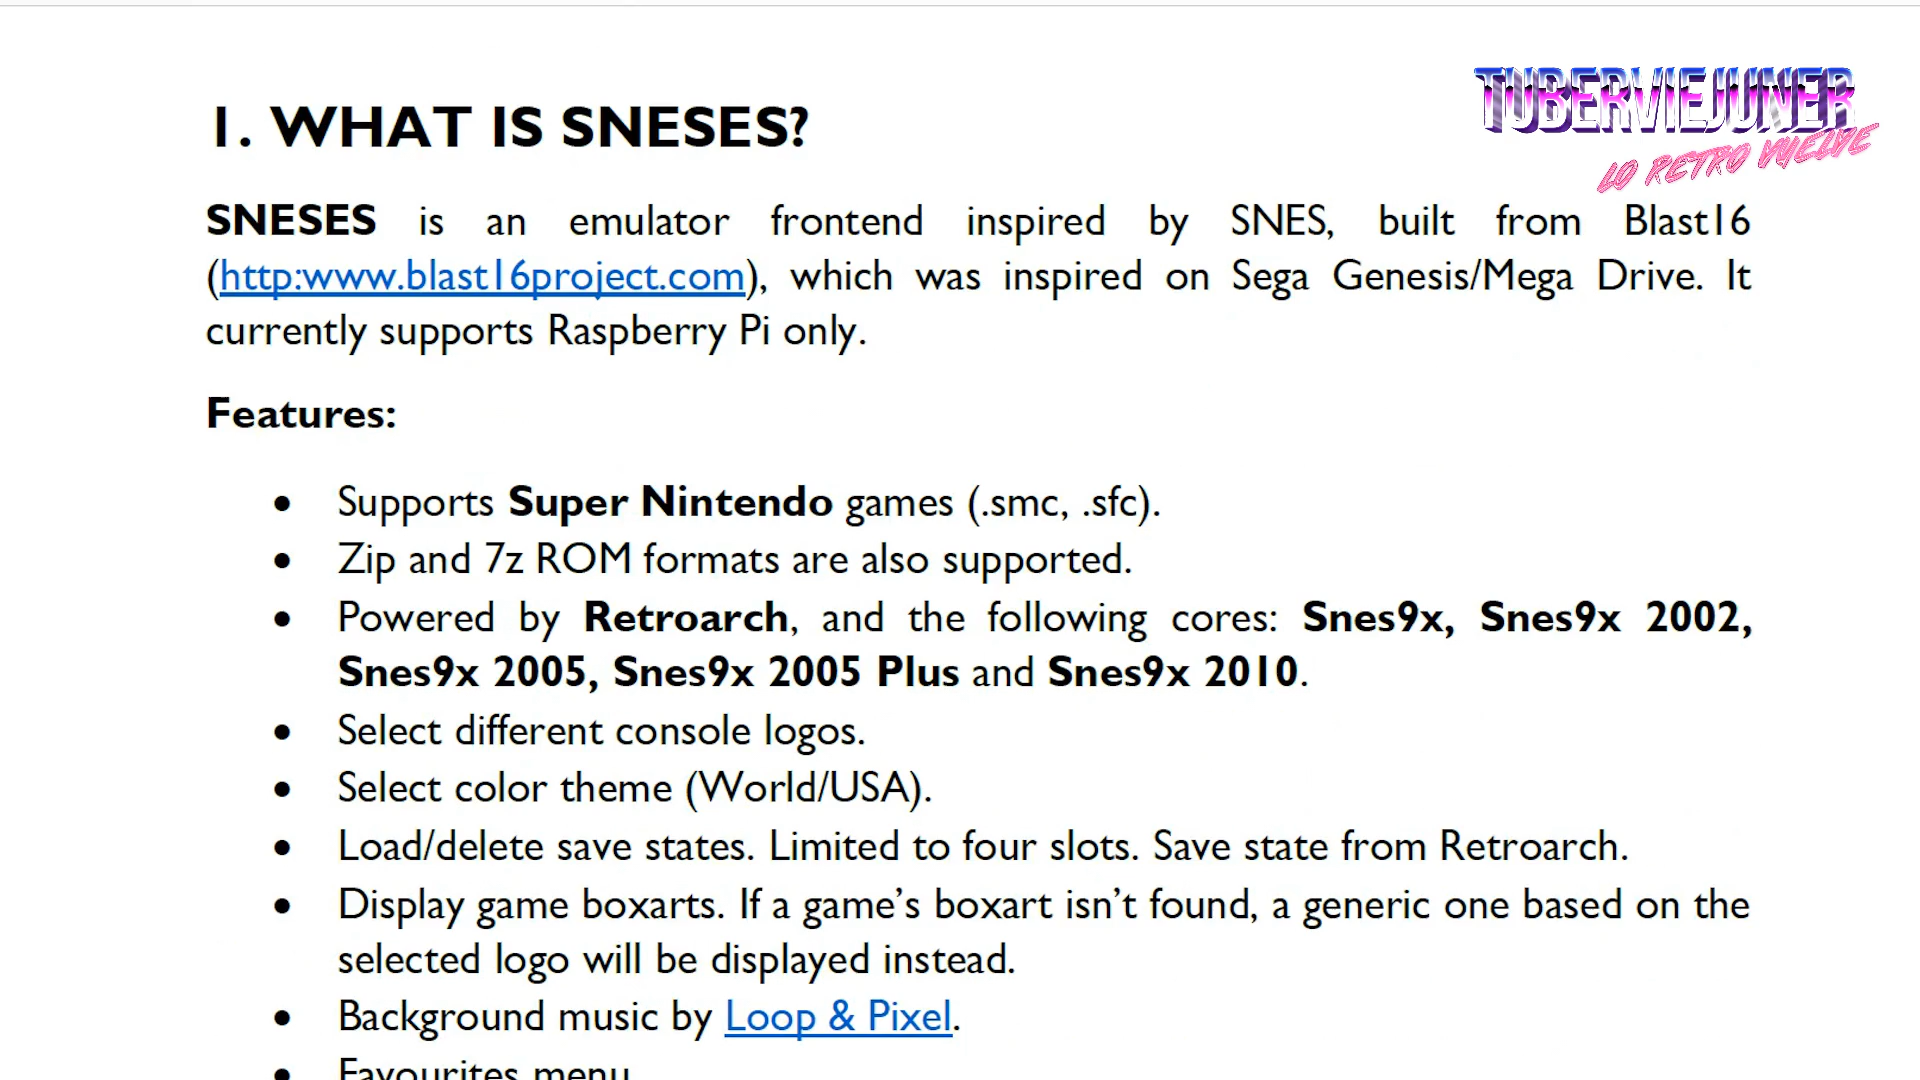 TUBERVIEJUNER
LO RETRO VUELVE
1. WHAT IS SNESES?
SNESES is an emulator frontend inspired by SNES, built from Blast16
(http:www.blast16project.com), which was inspired on Sega Genesis/Mega Drive. It
currently supports Raspberry Pi only.
Features:
• Supports Super Nintendo games (.smc, .sfc).
• Zip and 7z ROM formats are also supported.
• Powered by Retroarch, and the following cores: Snes9x, Snes9x 2002,
Snes9x 2005, Snes9x 2005 Plus and Snes9x 2010.
• Select different console logos.
• Select color theme (World/USA).
• Load/delete save states. Limited to four slots. Save state from Retroarch.
• Display game boxarts. If a game’s boxart isn’t found, a generic one based on the
selected logo will be displayed instead.
• Background music by Loop & Pixel.
• Favourites menu